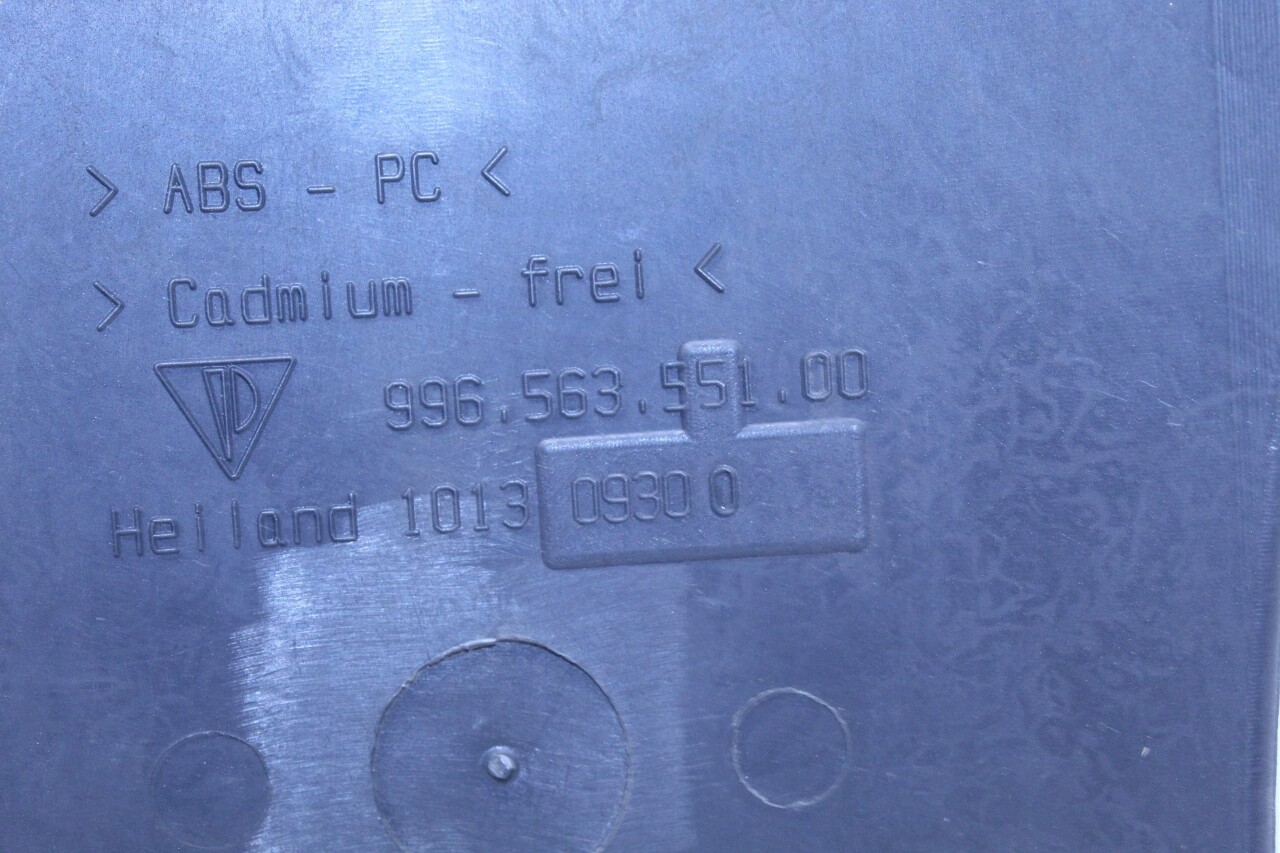 > ABS - PC <
> Cadmium - frei <
996.563.551.00
Heiland 1013 0930 0